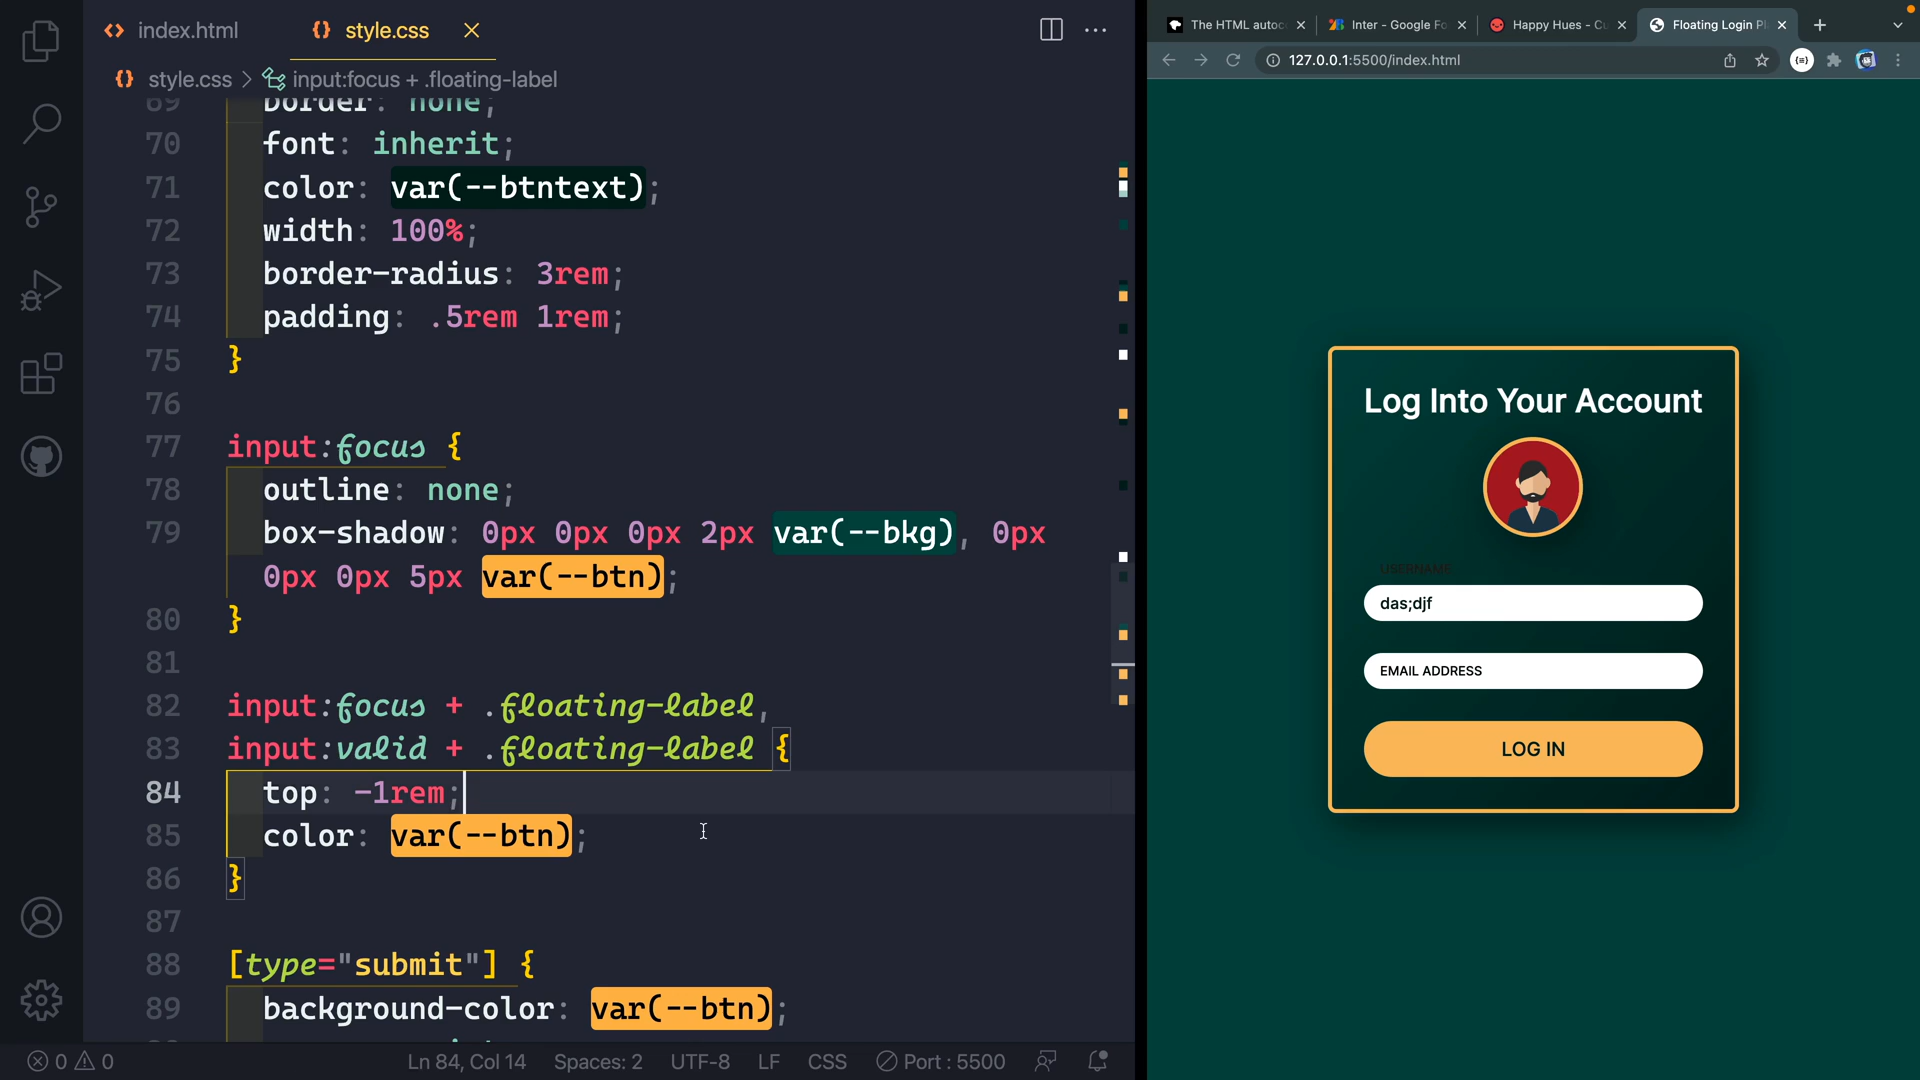 index.html
style.css
style.css > input:focus + .floating-label
69 border: none;
70 font: inherit;
71 color: var(--btntext);
72 width: 100%;
73 border-radius: 3rem;
74 padding: .5rem 1rem;
75 }
76
77 input:focus {
78 outline: none;
79 box-shadow: 0px 0px 0px 2px var(--bkg), 0px
0px 0px 5px var(--btn);
80 }
81
82 input:focus + .floating-label,
83 input:valid + .floating-label {
84 top: -1rem;
85 color: var(--btn);
86 }
87
88 [type="submit"] {
89 background-color: var(--btn);
0 0
Ln 84, Col 14
Spaces: 2
UTF-8
LF
CSS
Port : 5500
The HTML autoc
Inter - Google Fo
Happy Hues - Cu
Floating Login Pl
127.0.0.1:5500/index.html
Log Into Your Account
USERNAME
das;djf
EMAIL ADDRESS
LOG IN